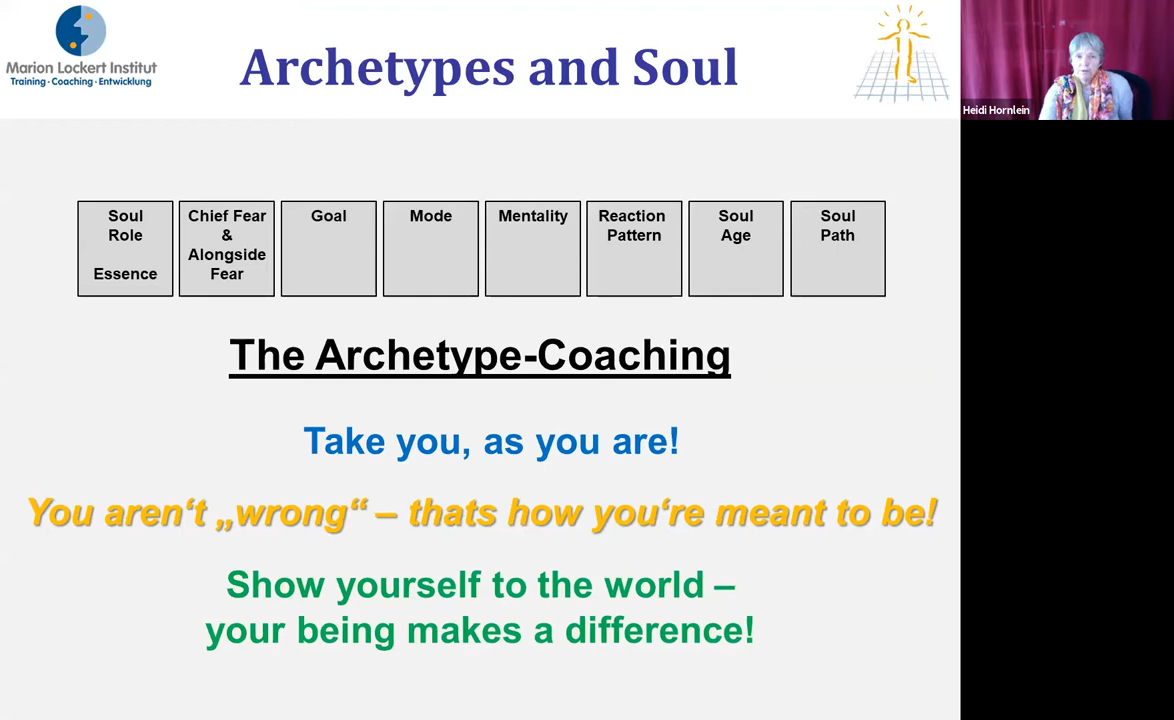 Marion Lockert Institut
Training · Coaching · Entwicklung
Archetypes and Soul
Heidi Hornlein
Soul
Role
Essence
Chief Fear
&
Alongside
Fear
Goal
Mode
Mentality
Reaction
Pattern
Soul
Age
Soul
Path
The Archetype-Coaching
Take you, as you are!
You aren‘t „wrong“ – thats how you‘re meant to be!
Show yourself to the world –
your being makes a difference!